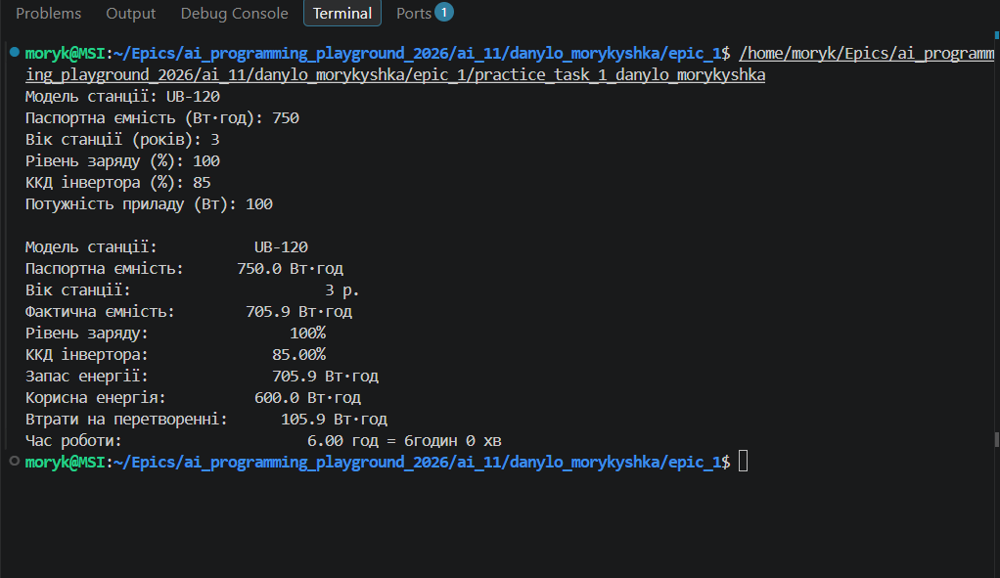 Problems Output Debug Console Terminal Ports 1
moryk@MSI:~/Epics/ai_programming_playground_2026/ai_11/danylo_morykyshka/epic_1$ /home/moryk/Epics/ai_programm
ing_playground_2026/ai_11/danylo_morykyshka/epic_1/practice_task_1_danylo_morykyshka
Модель станції: UB-120
Паспортна ємність (Вт·год): 750
Вік станції (років): 3
Рівень заряду (%): 100
ККД інвертора (%): 85
Потужність приладу (Вт): 100
Модель станції: UB-120
Паспортна ємність: 750.0 Вт·год
Вік станції: 3 р.
Фактична ємність: 705.9 Вт·год
Рівень заряду: 100%
ККД інвертора: 85.00%
Запас енергії: 705.9 Вт·год
Корисна енергія: 600.0 Вт·год
Втрати на перетворенні: 105.9 Вт·год
Час роботи: 6.00 год = 6годин 0 хв
moryk@MSI:~/Epics/ai_programming_playground_2026/ai_11/danylo_morykyshka/epic_1$